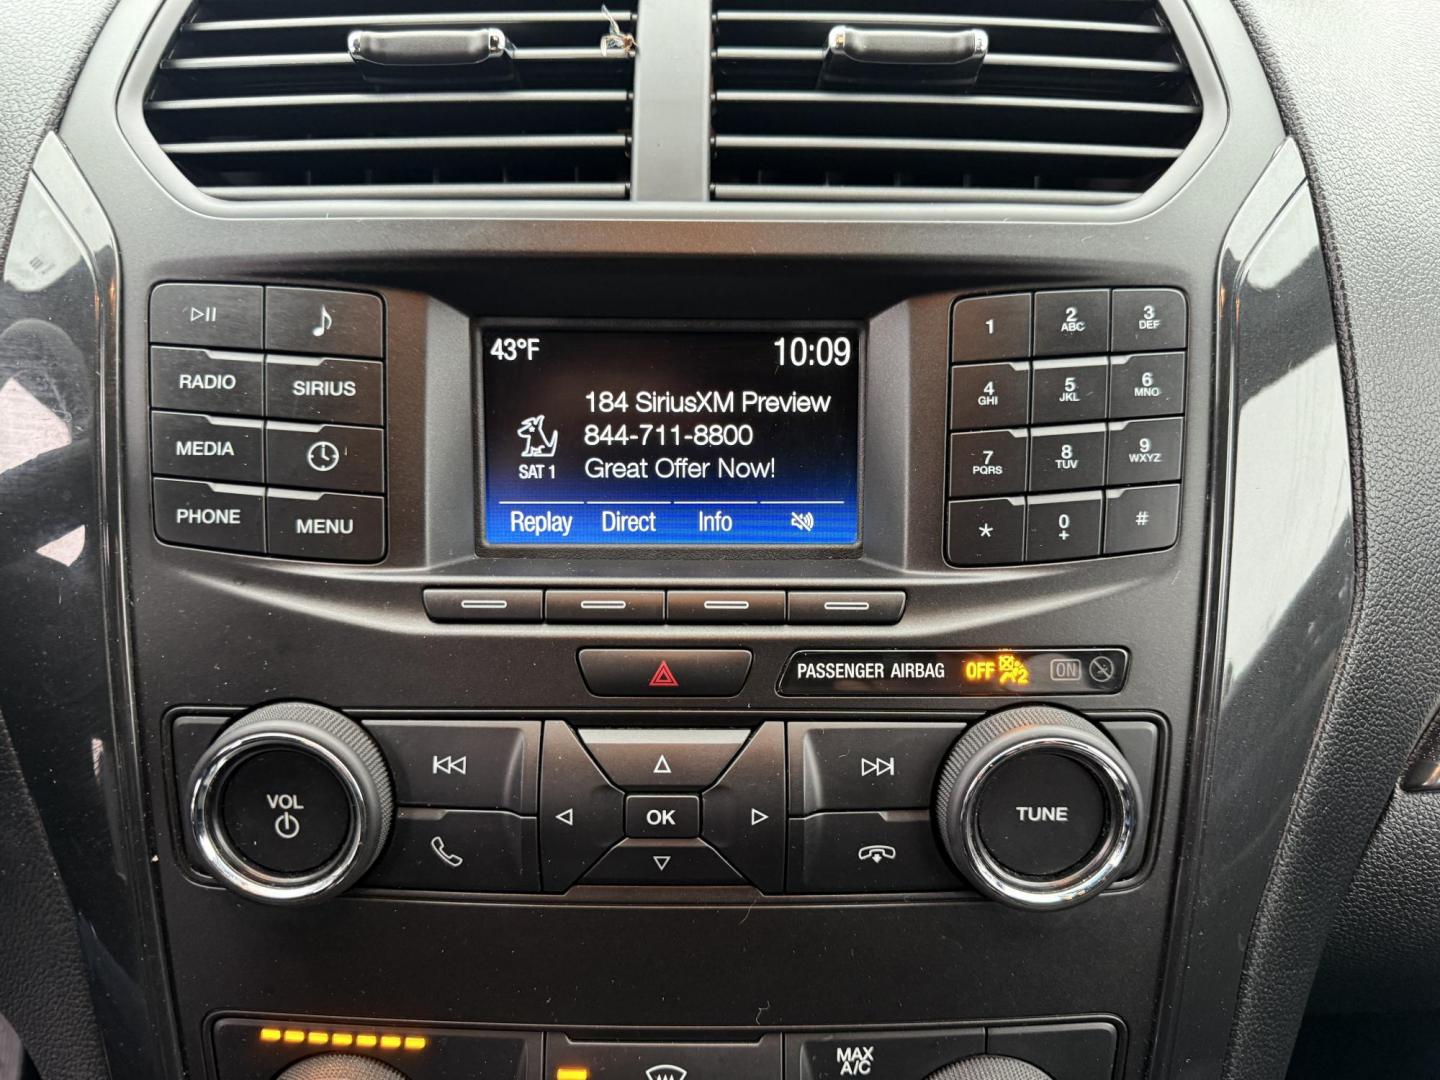 43°F
10:09
184 SiriusXM Preview
844-711-8800
Great Offer Now!
SAT 1
Replay Direct Info
RADIO SIRIUS
MEDIA
PHONE MENU
1 2 ABC 3 DEF
4 GHI 5 JKL 6 MNO
7 PQRS 8 TUV 9 WXYZ
* 0 + #
PASSENGER AIRBAG OFF 2 ON
VOL
OK
TUNE
MAX
A/C